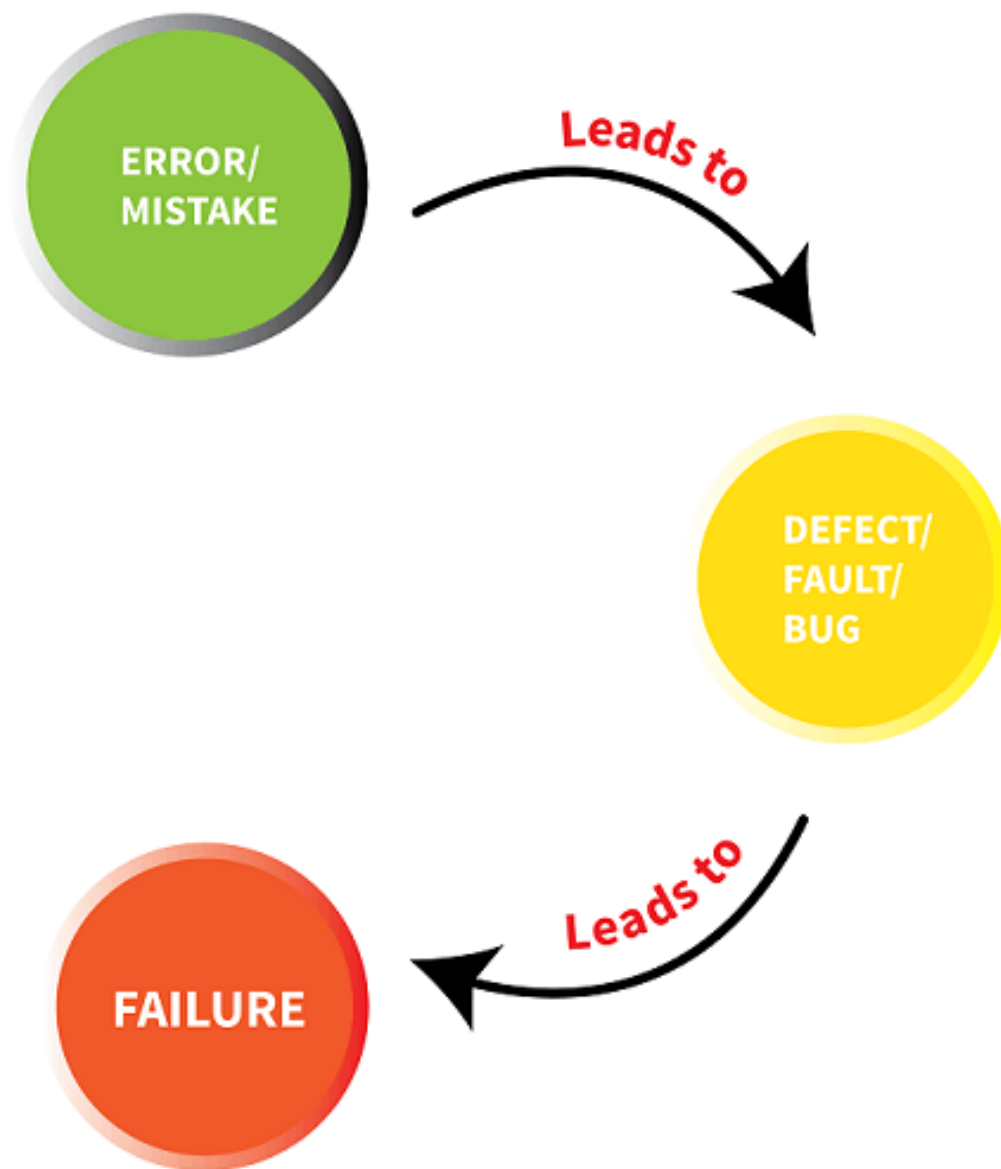 ERROR/
MISTAKE
Leads to
DEFECT/
FAULT/
BUG
Leads to
FAILURE